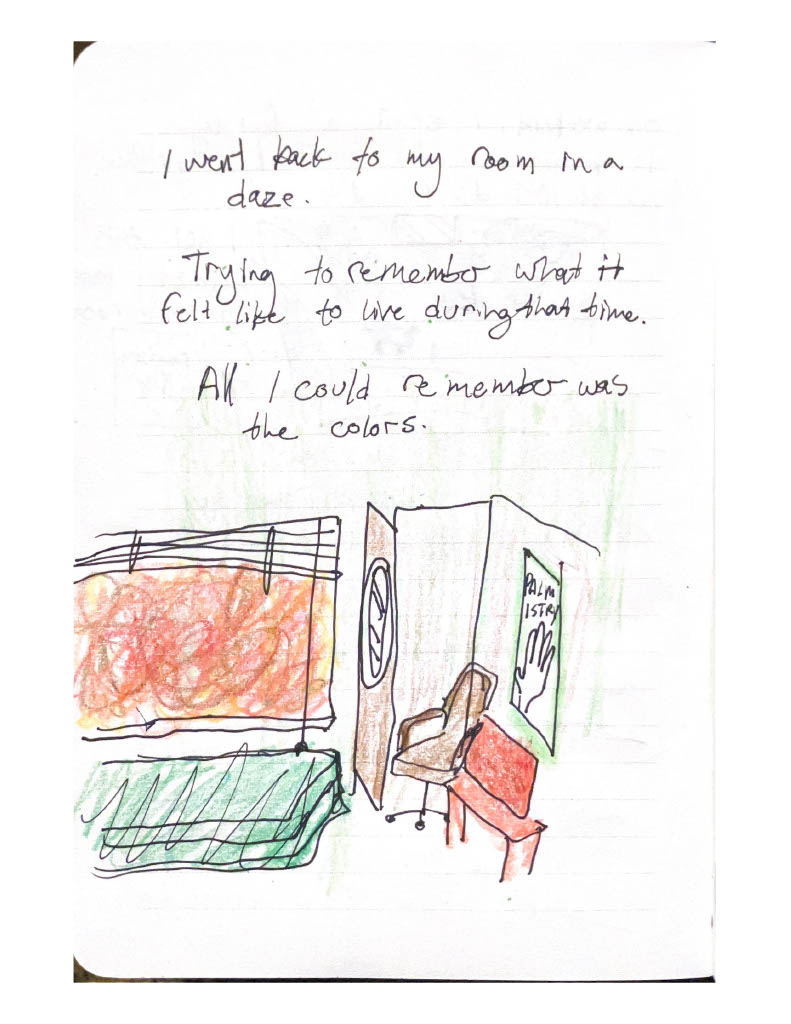 I went back to my room in a
daze.
Trying to remember what it
felt like to live during that time.
All I could remember was
the colors.
PALM
ISTRY